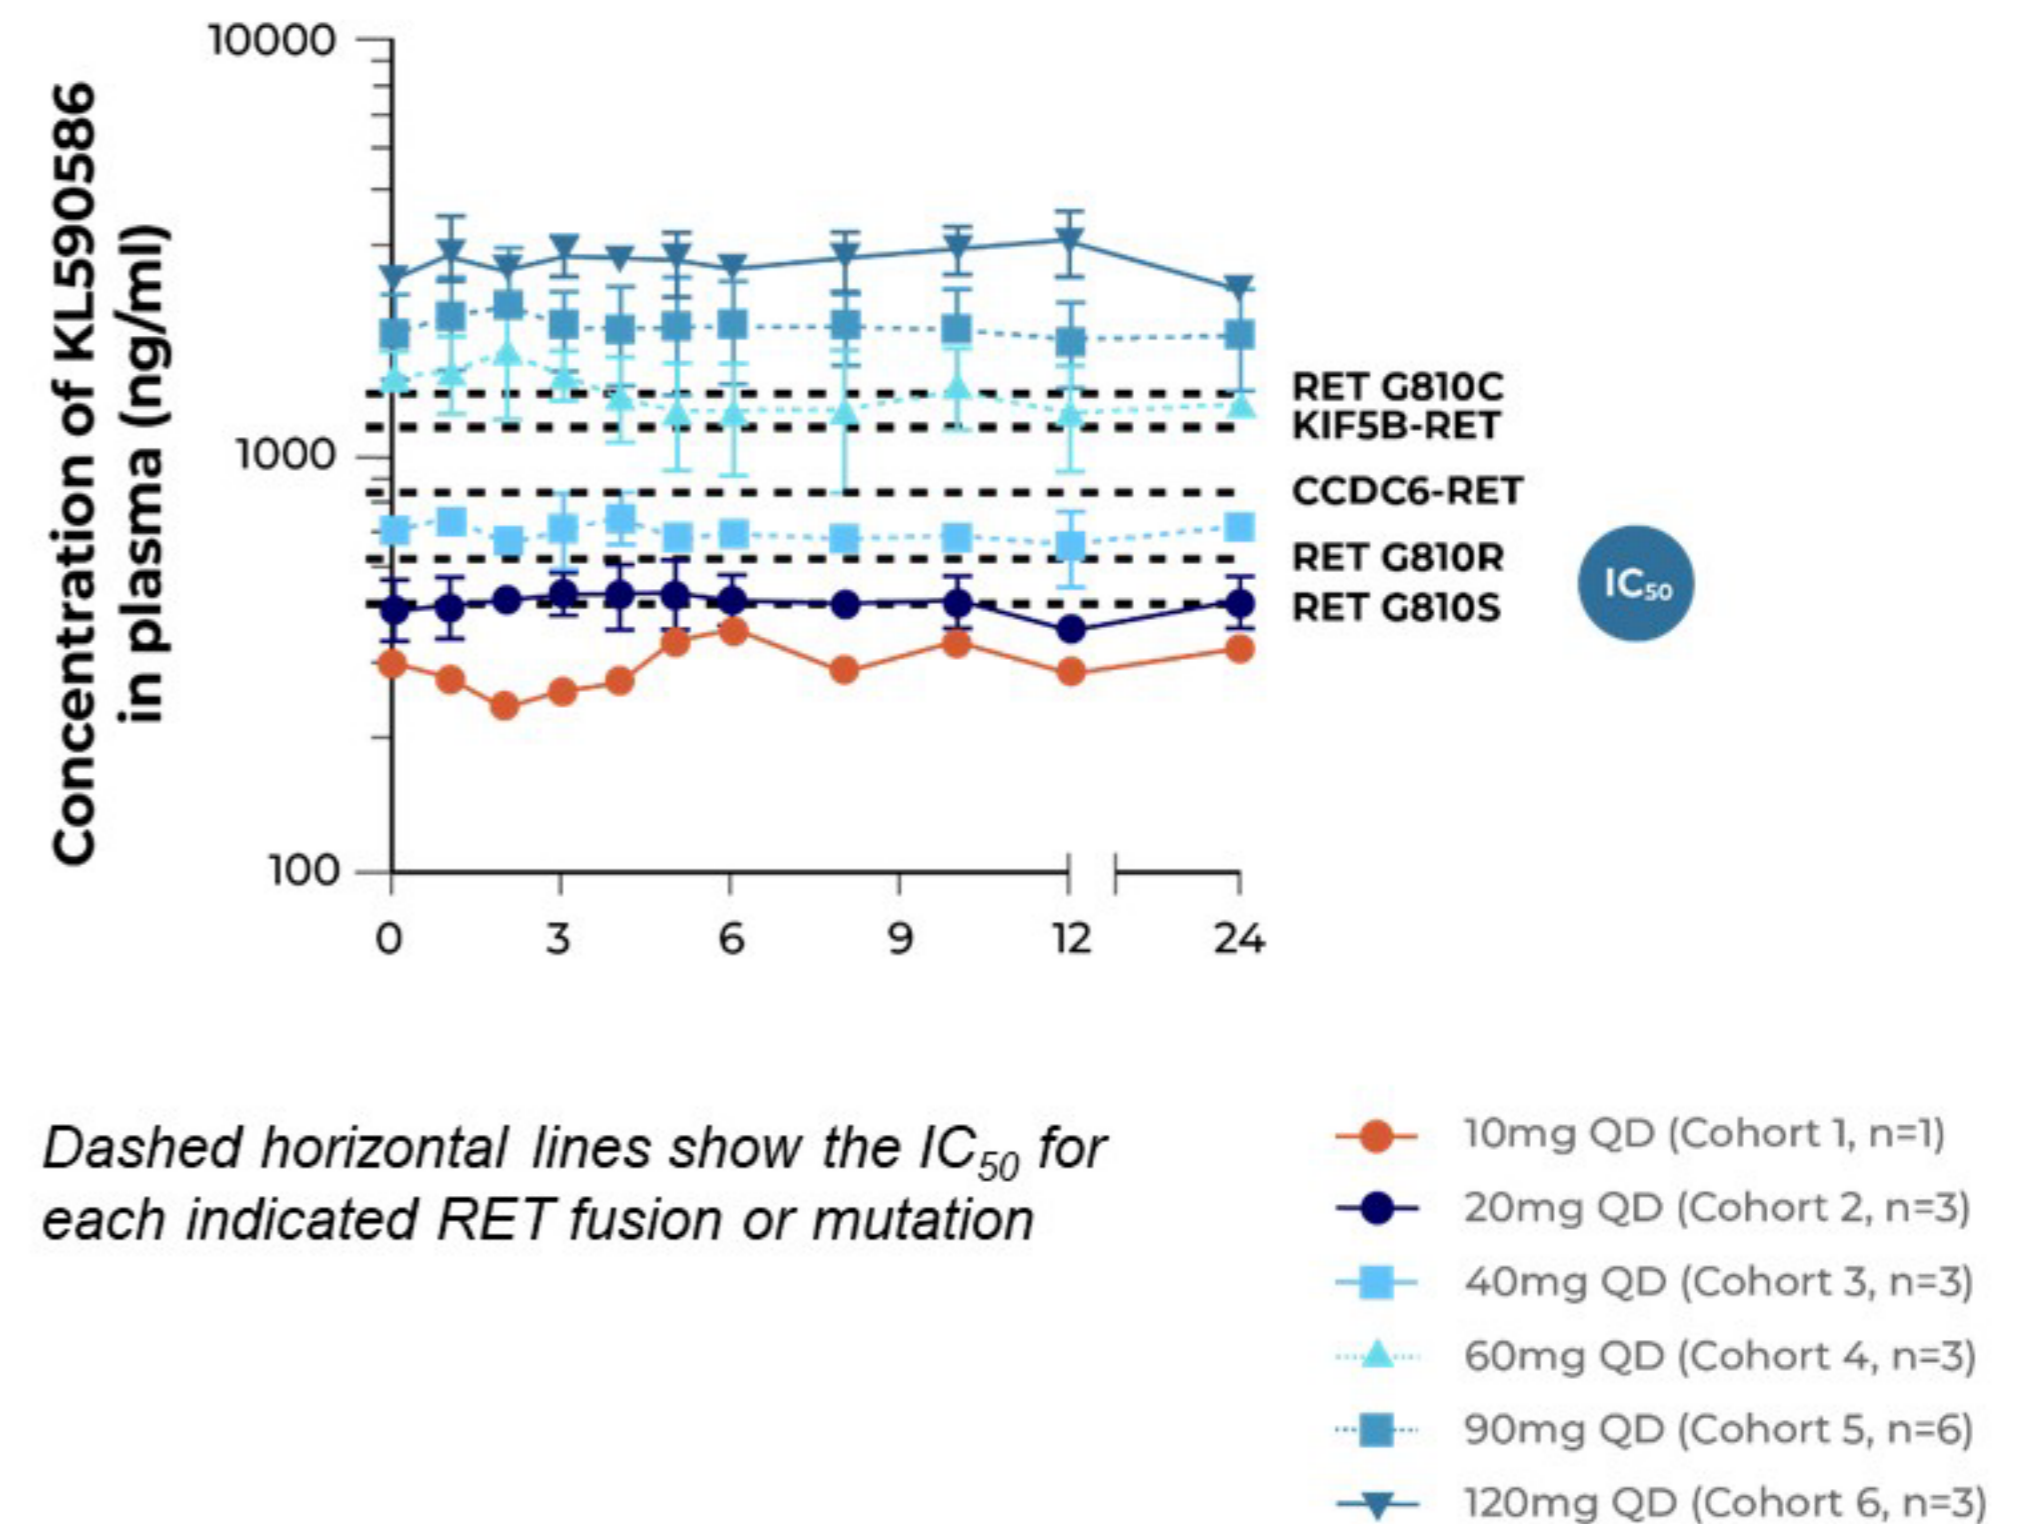 Concentration of KL590586
in plasma (ng/ml)
10000
1000
100
0 3 6 9 12 24
RET G810C
KIF5B-RET
CCDC6-RET
RET G810R
RET G810S
IC50
Dashed horizontal lines show the IC50 for
each indicated RET fusion or mutation
10mg QD (Cohort 1, n=1)
20mg QD (Cohort 2, n=3)
40mg QD (Cohort 3, n=3)
60mg QD (Cohort 4, n=3)
90mg QD (Cohort 5, n=6)
120mg QD (Cohort 6, n=3)